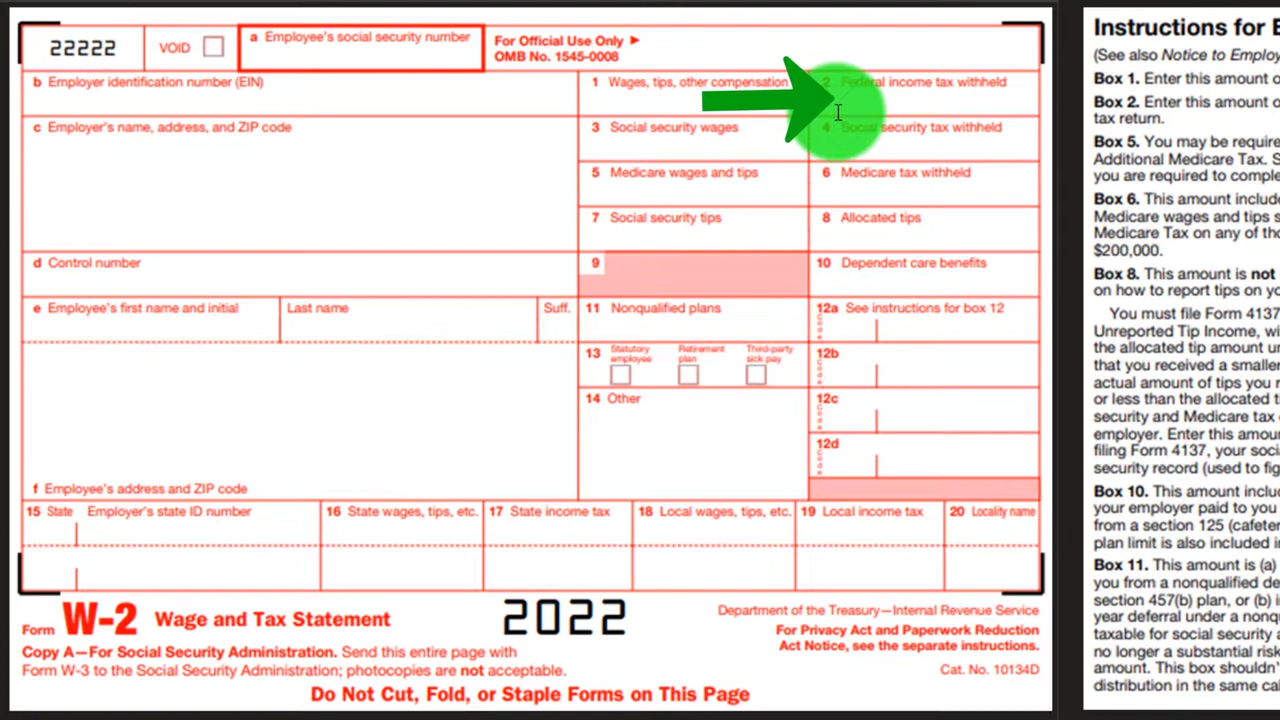 22222
VOID
a Employee's social security number
For Official Use Only ►
OMB No. 1545-0008
b Employer identification number (EIN)
1 Wages, tips, other compensation
2 Federal income tax withheld
c Employer's name, address, and ZIP code
3 Social security wages
4 Social security tax withheld
5 Medicare wages and tips
6 Medicare tax withheld
7 Social security tips
8 Allocated tips
d Control number
9
10 Dependent care benefits
e Employee's first name and initial
Last name
Suff.
11 Nonqualified plans
12a See instructions for box 12
13 Statutory employee
Retirement plan
Third-party sick pay
12b
14 Other
12c
12d
f Employee's address and ZIP code
15 State Employer's state ID number
16 State wages, tips, etc.
17 State income tax
18 Local wages, tips, etc.
19 Local income tax
20 Locality name
Form W-2 Wage and Tax Statement
2022
Department of the Treasury—Internal Revenue Service
For Privacy Act and Paperwork Reduction
Act Notice, see the separate instructions.
Copy A—For Social Security Administration. Send this entire page with
Form W-3 to the Social Security Administration; photocopies are not acceptable.
Cat. No. 10134D
Do Not Cut, Fold, or Staple Forms on This Page
Instructions for
(See also Notice to
Box 1. Enter this amount
Box 2. Enter this amount
tax return.
Box 5. You may be
Additional Medicare Tax.
you are required to
Box 6. This amount
Medicare wages and tips
Medicare Tax on any of
$200,000.
Box 8. This amount is not
on how to report tips on
You must file Form 4137
Unreported Tip Income,
the allocated tip amount
that you received a smaller
actual amount of tips you
or less than the allocated
security and Medicare tax
employer. Enter this
filing Form 4137, your
security record (used to
Box 10. This amount
your employer paid to you
from a section 125
plan limit is also included
Box 11. This amount is (a)
you from a nonqualified
section 457(b) plan, or (b)
year deferral under a
taxable for social security
no longer a substantial
amount. This box shouldn't
distribution in the same